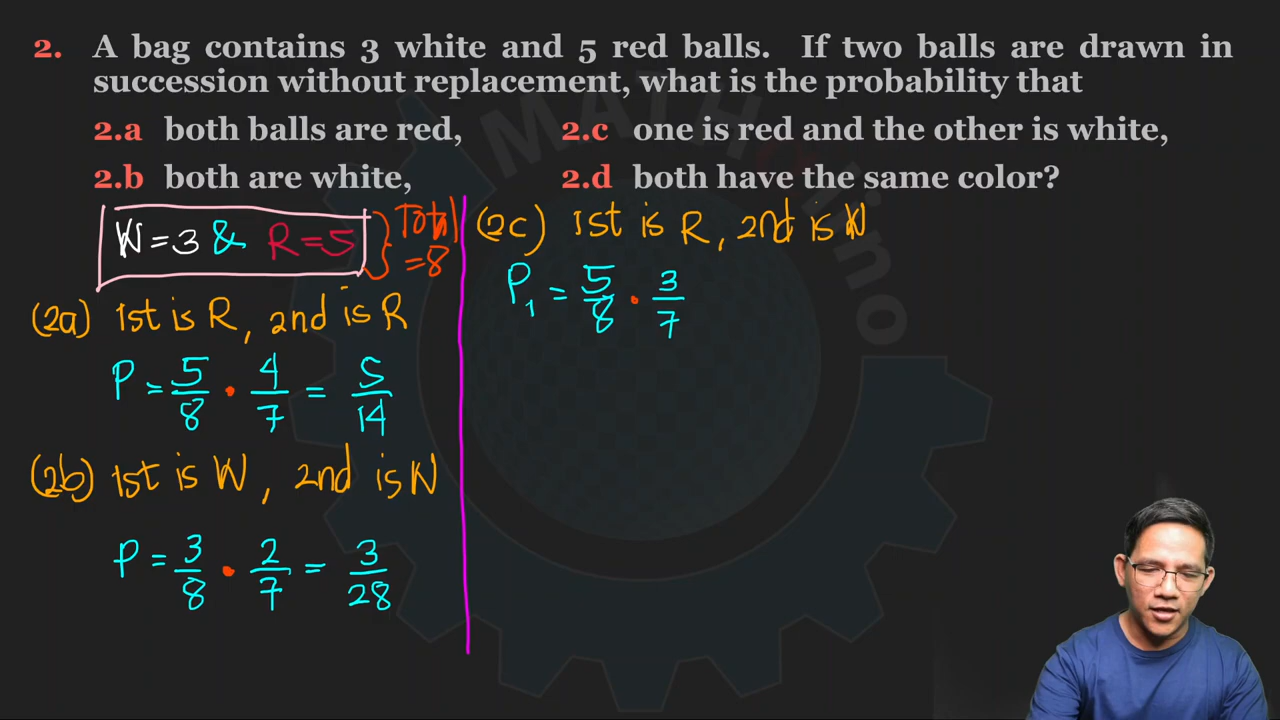 2. A bag contains 3 white and 5 red balls. If two balls are drawn in
succession without replacement, what is the probability that
2.a both balls are red,
2.b both are white,
2.c one is red and the other is white,
2.d both have the same color?
W = 3 & R = 5
Total = 8
(2a) 1st is R, 2nd is R
P = 5/8 · 4/7 = 5/14
(2b) 1st is W, 2nd is W
P = 3/8 · 2/7 = 3/28
(2c) 1st is R, 2nd is W
P1 = 5/8 · 3/7